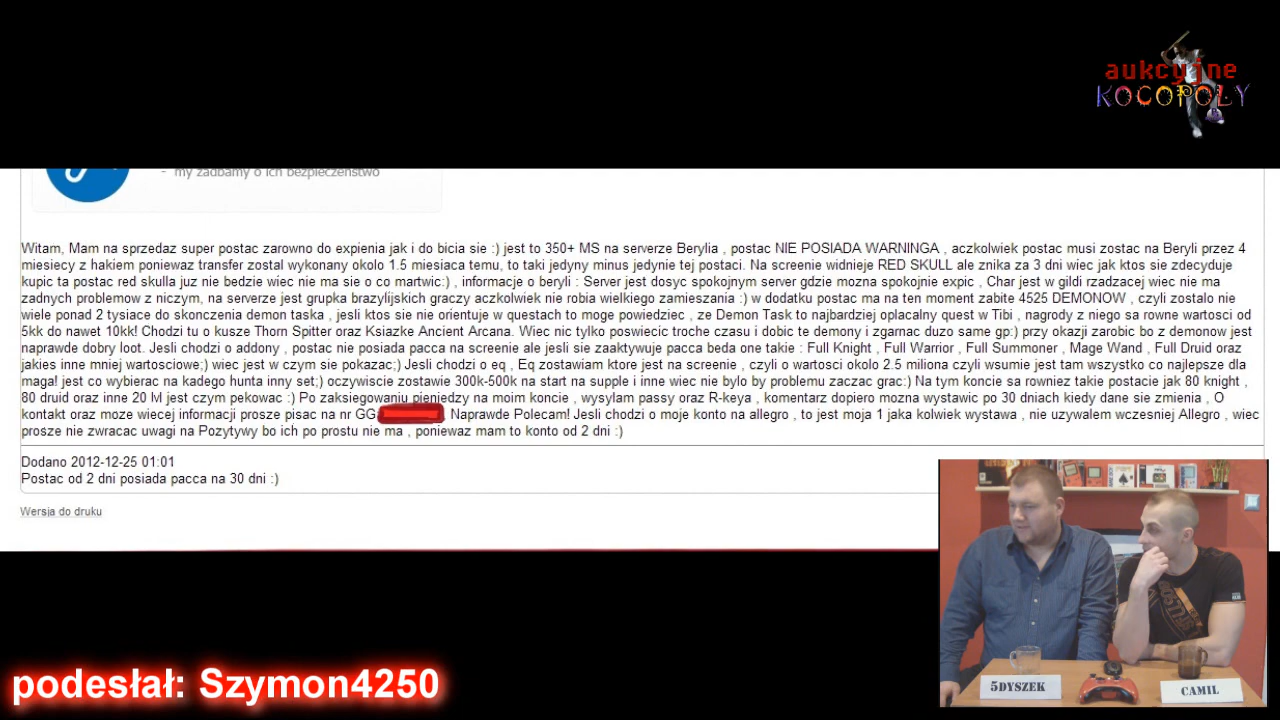 aukcyjne
KOCOPOŁY
- my zadbamy o ich bezpieczeństwo
Witam, Mam na sprzedaz super postac zarowno do expienia jak i do bicia sie :) jest to 350+ MS na serwerze Berylia , postac NIE POSIADA WARNINGA , aczkolwiek postac musi zostac na Beryli przez 4
miesiecy z hakiem poniewaz transfer zostal wykonany okolo 1.5 miesiaca temu, to taki jedyny minus jedynie tej postaci. Na screenie widnieje RED SKULL ale znika za 3 dni wiec jak ktos sie zdecyduje
kupic ta postac red skulla juz nie bedzie wiec nie ma sie o co martwic:) , informacje o beryli : Server jest dosyc spokojnym server gdzie mozna spokojnie expic , Char jest w gildi rzadzacej wiec nie ma
zadnych problemow z niczym, na serwerze jest grupka brazylijskich graczy aczkolwiek nie robia wielkiego zamieszania :) w dodatku postac ma na ten moment zabite 4525 DEMONOW , czyli zostalo nie
wiele ponad 2 tysiace do skonczenia demon taska , jesli ktos sie nie orientuje w questach to moge powiedziec , ze Demon Task to najbardziej oplacalny quest w Tibi , nagrody z niego sa rowne wartosci od
5kk do nawet 10kk! Chodzi tu o kusze Thorn Spitter oraz Ksiazke Ancient Arcana. Wiec nic tylko poswiecic troche czasu i dobic te demony i zgarnac duzo same gp:) przy okazji zarobic bo z demonow jest
naprawde dobry loot. Jesli chodzi o addony , postac nie posiada pacca na screenie ale jesli sie zaaktywuje pacca beda one takie : Full Knight , Full Warrior , Full Summoner , Mage Wand , Full Druid oraz
jakies inne mniej wartosciowe;) wiec jest w czym sie pokazac;) Jesli chodzi o eq , Eq zostawiam ktore jest na screenie , czyli o wartosci okolo 2.5 miliona czyli wsumie jest tam wszystko co najlepsze dla
maga! jest co wybierac na kadego hunta inny set;) oczywiscie zostawie 300k-500k na start na supple i inne wiec nie bylo by problemu zaczac grac:) Na tym koncie sa rowniez takie postacie jak 80 knight ,
80 druid oraz inne 20 lvl jest czym pekowac :) Po zaksiegowaniu pieniedzy na moim koncie , wysylam passy oraz R-keya , komentarz dopiero mozna wystawic po 30 dniach kiedy dane sie zmienia , O
kontakt oraz moze wiecej informacji prosze pisac na nr GG: Naprawde Polecam! Jesli chodzi o moje konto na allegro , to jest moja 1 jaka kolwiek wystawa , nie uzywalem wczesniej Allegro , wiec
prosze nie zwracac uwagi na Pozytywy bo ich po prostu nie ma , poniewaz mam to konto od 2 dni :)
Dodano 2012-12-25 01:01
Postac od 2 dni posiada pacca na 30 dni :)
Wersja do druku
5DYSZEK
CAMIL
podesłał: Szymon4250